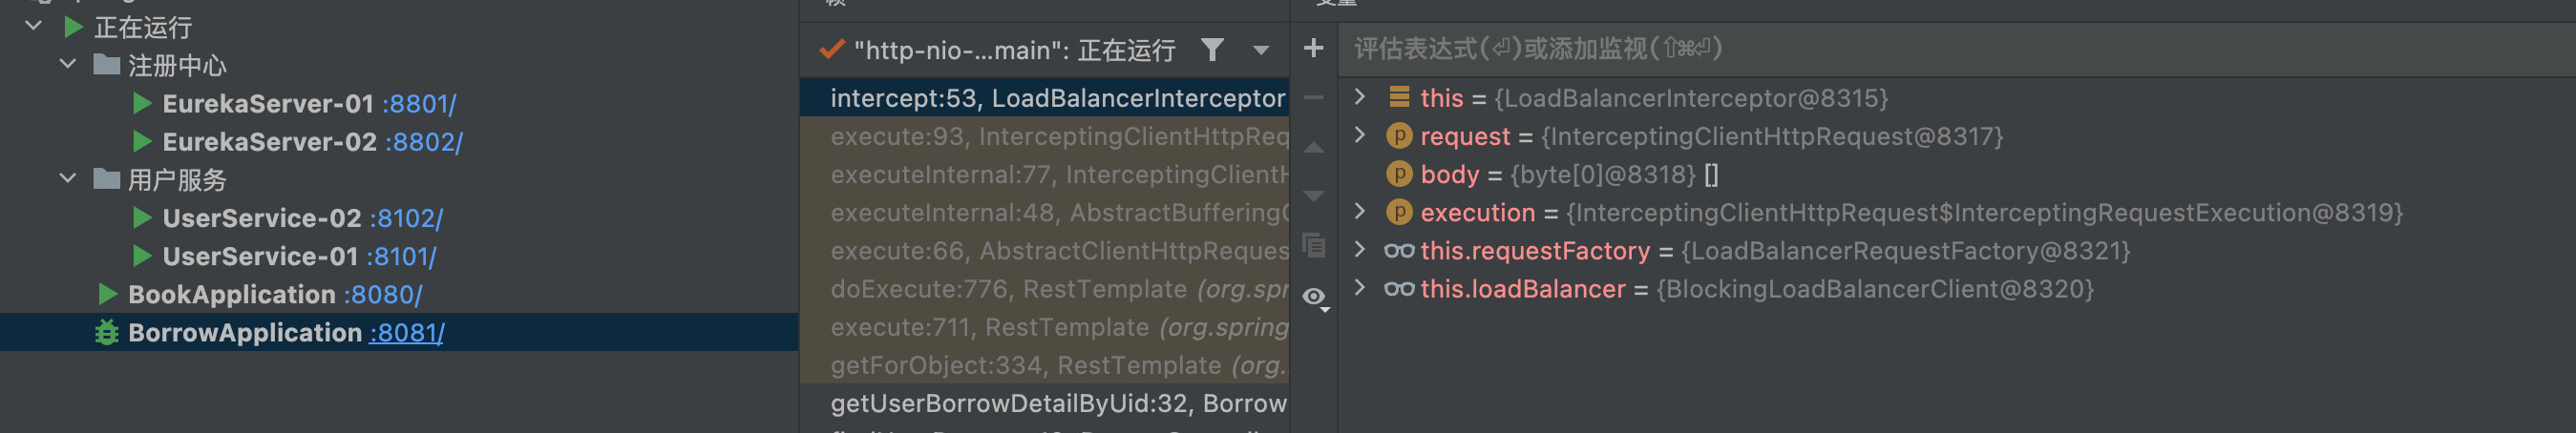 正在运行
注册中心
EurekaServer-01 :8801/
EurekaServer-02 :8802/
用户服务
UserService-02 :8102/
UserService-01 :8101/
BookApplication :8080/
BorrowApplication :8081/
"http-nio-...main": 正在运行
intercept:53, LoadBalancerInterceptor
execute:93, InterceptingClientHttpReq
executeInternal:77, InterceptingClientH
executeInternal:48, AbstractBufferingC
execute:66, AbstractClientHttpReques
doExecute:776, RestTemplate (org.spr
execute:711, RestTemplate (org.spring
getForObject:334, RestTemplate (org.
getUserBorrowDetailByUid:32, Borrow
评估表达式(⏎)或添加监视(⇧⌘⏎)
this = {LoadBalancerInterceptor@8315}
request = {InterceptingClientHttpRequest@8317}
body = {byte[0]@8318} []
execution = {InterceptingClientHttpRequest$InterceptingRequestExecution@8319}
this.requestFactory = {LoadBalancerRequestFactory@8321}
this.loadBalancer = {BlockingLoadBalancerClient@8320}